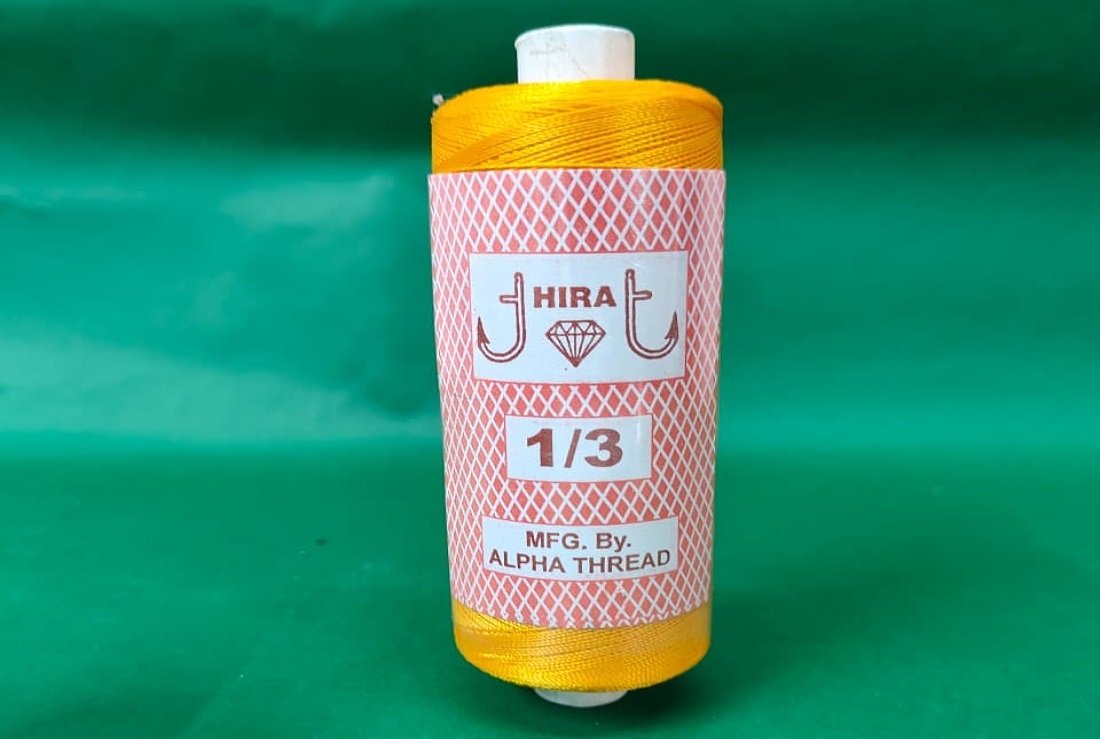 HIRA
1/3
MFG. By.
ALPHA THREAD